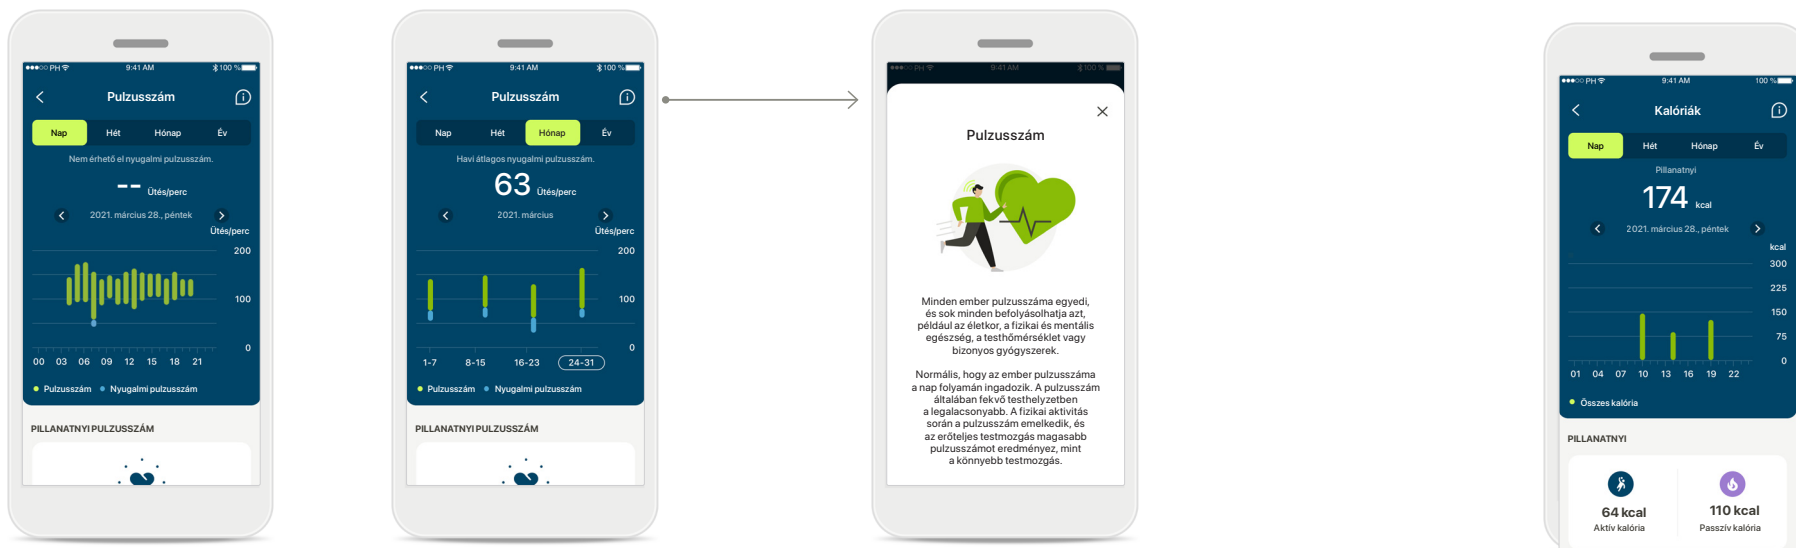 PH 9:41 AM 100 %
Pulzusszám
Nap Hét Hónap Év
Nem érhető el nyugalmi pulzusszám.
-- Ütés/perc
2021. március 28., péntek
Ütés/perc
200
100
0
00 03 06 09 12 15 18 21
Pulzusszám Nyugalmi pulzusszám
PILLANATNYI PULZUSSZÁM
PH 9:41 AM 100 %
Pulzusszám
Nap Hét Hónap Év
Havi átlagos nyugalmi pulzusszám.
63 Ütés/perc
2021. március
Ütés/perc
200
100
0
1-7 8-15 16-23 24-31
Pulzusszám Nyugalmi pulzusszám
PILLANATNYI PULZUSSZÁM
PH 9:41 AM 100 %
Pulzusszám
Minden ember pulzusszáma egyedi,
és sok minden befolyásolhatja azt,
például az életkor, a fizikai és mentális
egészség, a testhőmérséklet vagy
bizonyos gyógyszerek.
Normális, hogy az ember pulzusszáma
a nap folyamán ingadozik. A pulzusszám
általában fekvő testhelyzetben
a legalacsonyabb. A fizikai aktivitás
során a pulzusszám emelkedik, és
az erőteljes testmozgás magasabb
pulzusszámot eredményez, mint
a könnyebb testmozgás.
PH 9:41 AM 100 %
Kalóriák
Nap Hét Hónap Év
Pillanatnyi
174 kcal
2021. március 28., péntek
kcal
300
225
150
75
0
01 04 07 10 13 16 19 22
Összes kalória
PILLANATNYI
64 kcal 110 kcal
Aktív kalória Passzív kalória